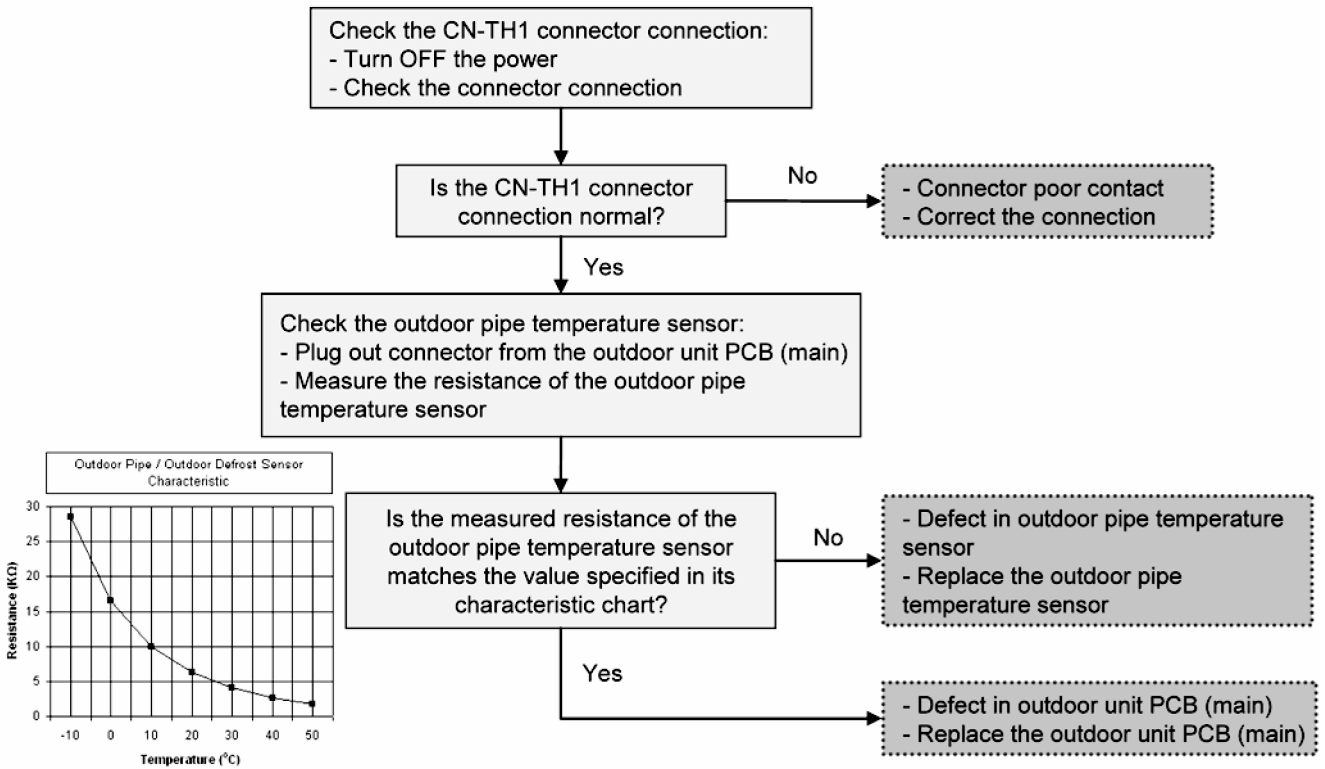 Check the CN-TH1 connector connection:
- Turn OFF the power
- Check the connector connection
Is the CN-TH1 connector
connection normal?
No
- Connector poor contact
- Correct the connection
Yes
Check the outdoor pipe temperature sensor:
- Plug out connector from the outdoor unit PCB (main)
- Measure the resistance of the outdoor pipe
temperature sensor
Outdoor Pipe / Outdoor Defrost Sensor
Characteristic
Resistance (KΩ)
30
25
20
15
10
5
0
-10 0 10 20 30 40 50
Temperature (°C)
Is the measured resistance of the
outdoor pipe temperature sensor
matches the value specified in its
characteristic chart?
No
- Defect in outdoor pipe temperature
sensor
- Replace the outdoor pipe
temperature sensor
Yes
- Defect in outdoor unit PCB (main)
- Replace the outdoor unit PCB (main)